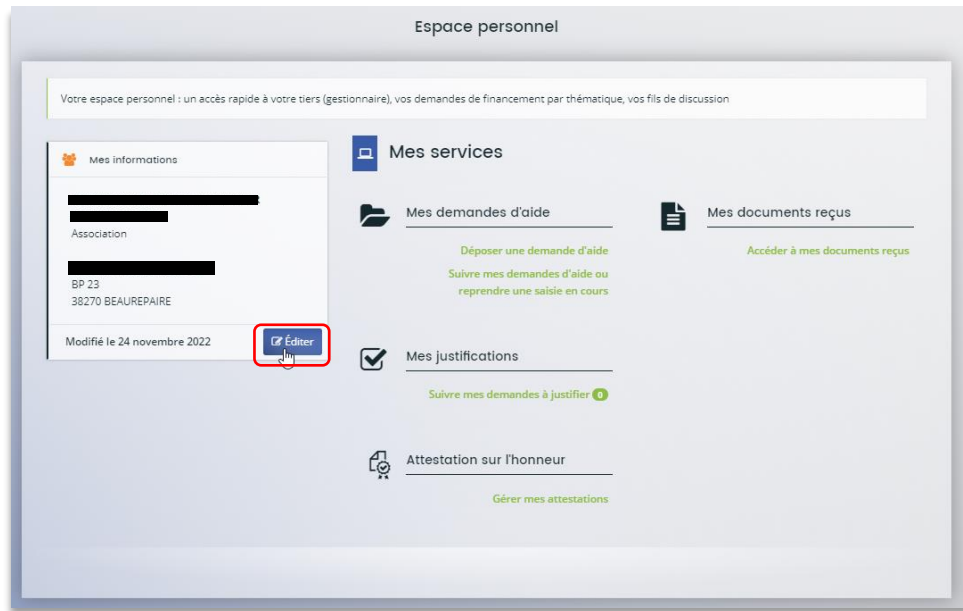 Espace personnel
Votre espace personnel : un accès rapide à votre tiers (gestionnaire), vos demandes de financement par thématique, vos fils de discussion
Mes informations
Association
BP 23
38270 BEAUREPAIRE
Modifié le 24 novembre 2022
Éditer
Mes services
Mes demandes d'aide
Déposer une demande d'aide
Suivre mes demandes d'aide ou
reprendre une saisie en cours
Mes documents reçus
Accéder à mes documents reçus
Mes justifications
Suivre mes demandes à justifier 0
Attestation sur l'honneur
Gérer mes attestations